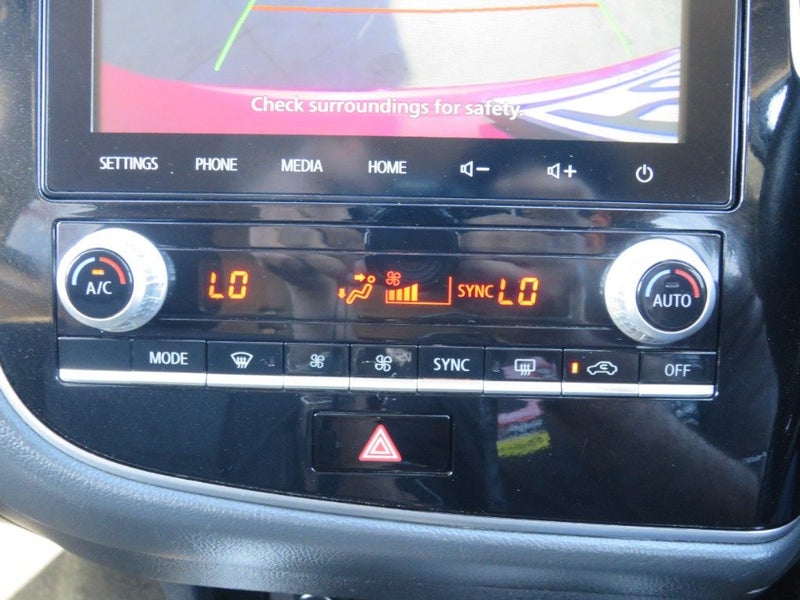 Check surroundings for safety.
SETTINGS PHONE MEDIA HOME
A/C LO SYNC LO AUTO
MODE SYNC OFF